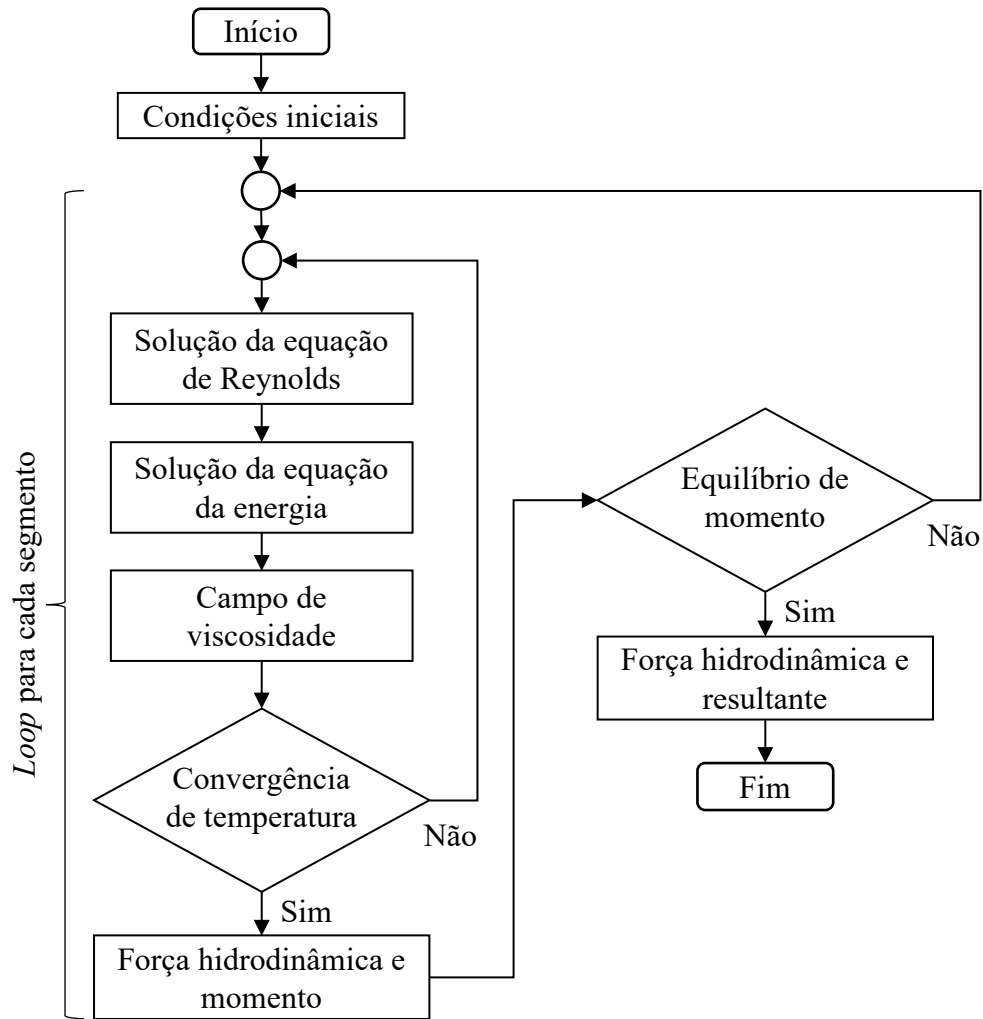 Início
Condições iniciais
Loop para cada segmento
Solução da equação
de Reynolds
Solução da equação
da energia
Campo de
viscosidade
Convergência
de temperatura
Não
Sim
Força hidrodinâmica e
momento
Equilíbrio de
momento
Não
Sim
Força hidrodinâmica e
resultante
Fim